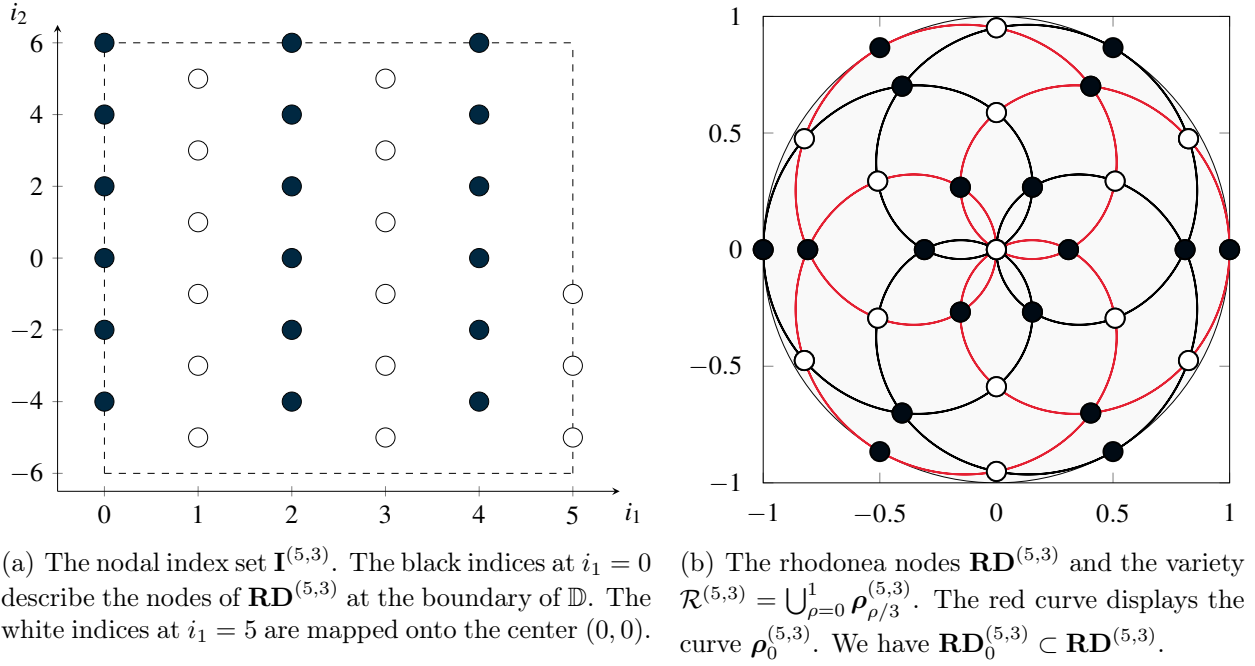 i₂
6
4
2
0
−2
−4
−6
0 1 2 3 4 5 i₁
1
0.5
0
−0.5
−1
−1 −0.5 0 0.5 1
(a) The nodal index set I^(5,3). The black indices at i₁ = 0
describe the nodes of RD^(5,3) at the boundary of 𝔻. The
white indices at i₁ = 5 are mapped onto the center (0, 0).
(b) The rhodonea nodes RD^(5,3) and the variety
ℛ^(5,3) = ⋃_{ρ=0}^{1} ρ_{ρ/3}^{(5,3)}. The red curve displays the
curve ρ_0^{(5,3)}. We have RD_0^{(5,3)} ⊂ RD^(5,3).